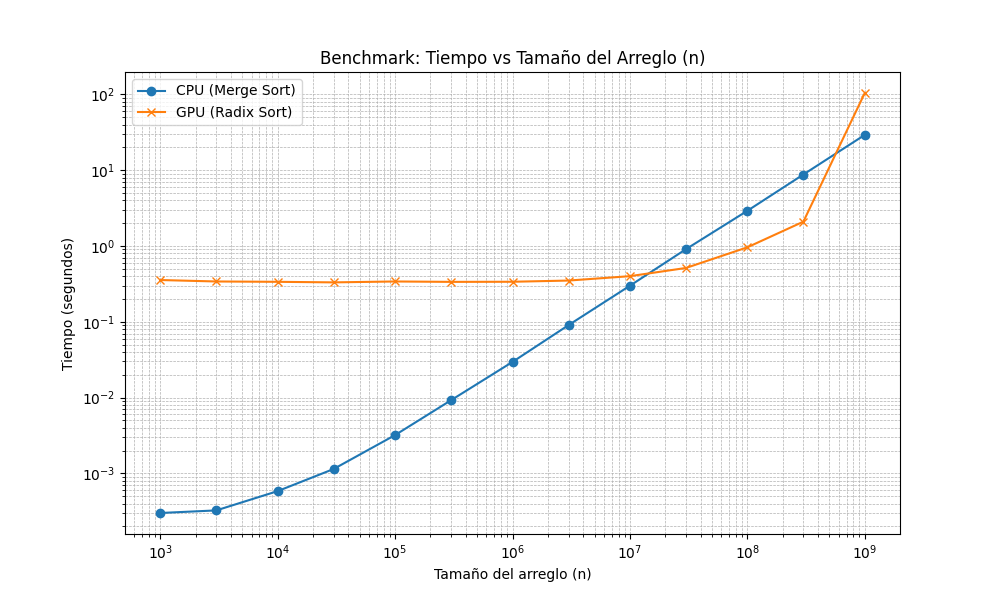 Benchmark: Tiempo vs Tamaño del Arreglo (n)
CPU (Merge Sort)
GPU (Radix Sort)
Tiempo (segundos)
10²
10¹
10⁰
10⁻¹
10⁻²
10⁻³
10³ 10⁴ 10⁵ 10⁶ 10⁷ 10⁸ 10⁹
Tamaño del arreglo (n)